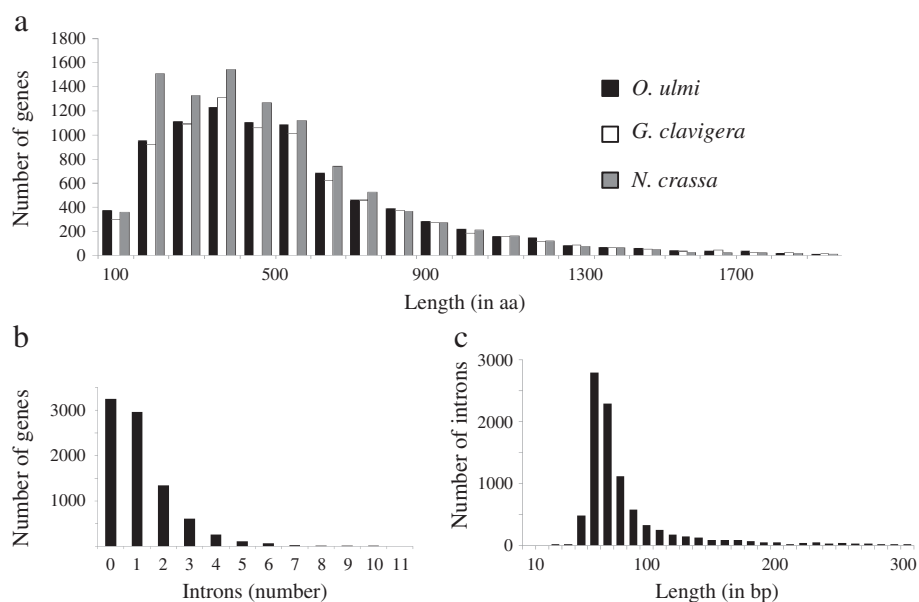 a
1800
1600
1400
1200
1000
800
600
400
200
0
Number of genes
100 500 900 1300 1700
Length (in aa)
O. ulmi
G. clavigera
N. crassa
b
3000
2000
1000
Number of genes
0 1 2 3 4 5 6 7 8 9 10 11
Introns (number)
c
3000
2000
1000
0
Number of introns
10 100 200 300
Length (in bp)